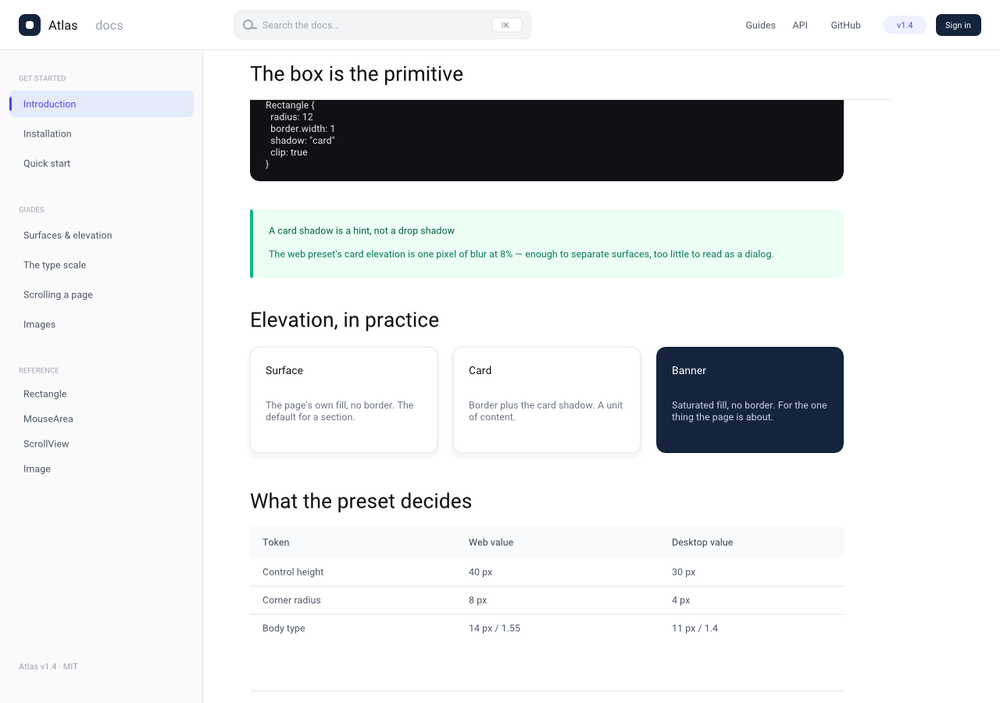 Atlas docs
Search the docs…
⌘K
Guides API GitHub v1.4 Sign in
GET STARTED
Introduction
Installation
Quick start
GUIDES
Surfaces & elevation
The type scale
Scrolling a page
Images
REFERENCE
Rectangle
MouseArea
ScrollView
Image
Atlas v1.4 · MIT
The box is the primitive
Rectangle {
radius: 12
border.width: 1
shadow: "card"
clip: true
}
A card shadow is a hint, not a drop shadow
The web preset's card elevation is one pixel of blur at 8% — enough to separate surfaces, too little to read as a dialog.
Elevation, in practice
Surface
The page's own fill, no border. The
default for a section.
Card
Border plus the card shadow. A unit
of content.
Banner
Saturated fill, no border. For the one
thing the page is about.
What the preset decides
Token Web value Desktop value
Control height 40 px 30 px
Corner radius 8 px 4 px
Body type 14 px / 1.55 11 px / 1.4